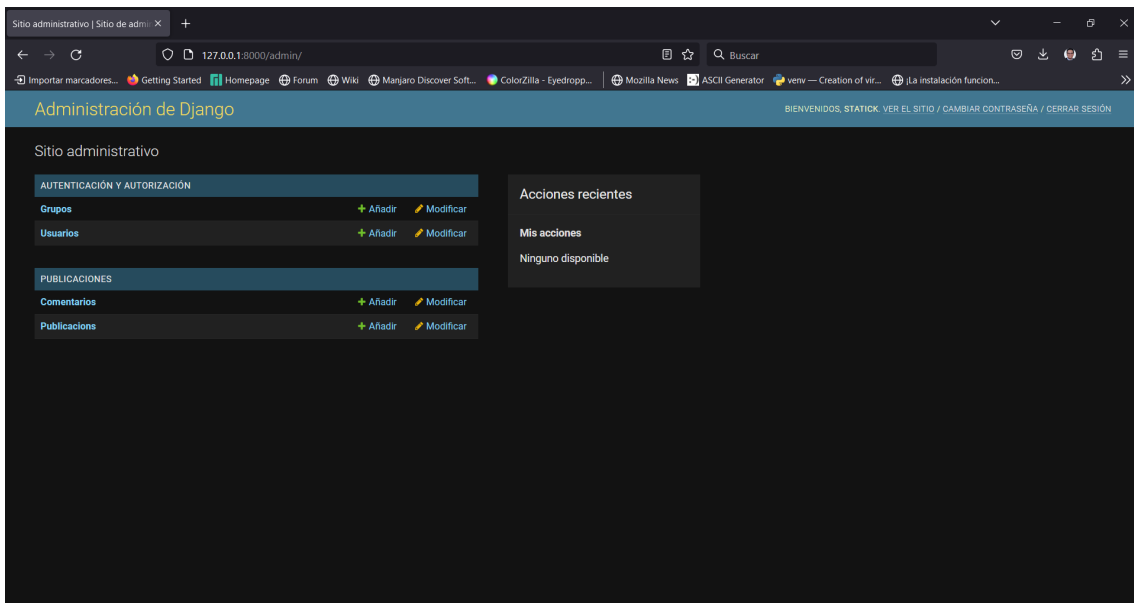 Sitio administrativo | Sitio de admi
127.0.0.1:8000/admin/
Buscar
Importar marcadores... Getting Started Homepage Forum Wiki Manjaro Discover Soft... ColorZilla - Eyedropp... Mozilla News ASCII Generator venv — Creation of vir... ¡La instalación funcion...
Administración de Django
BIENVENIDOS, STATICK. VER EL SITIO / CAMBIAR CONTRASEÑA / CERRAR SESIÓN
Sitio administrativo
AUTENTICACIÓN Y AUTORIZACIÓN
Grupos + Añadir Modificar
Usuarios + Añadir Modificar
PUBLICACIONES
Comentarios + Añadir Modificar
Publicacions + Añadir Modificar
Acciones recientes
Mis acciones
Ninguno disponible